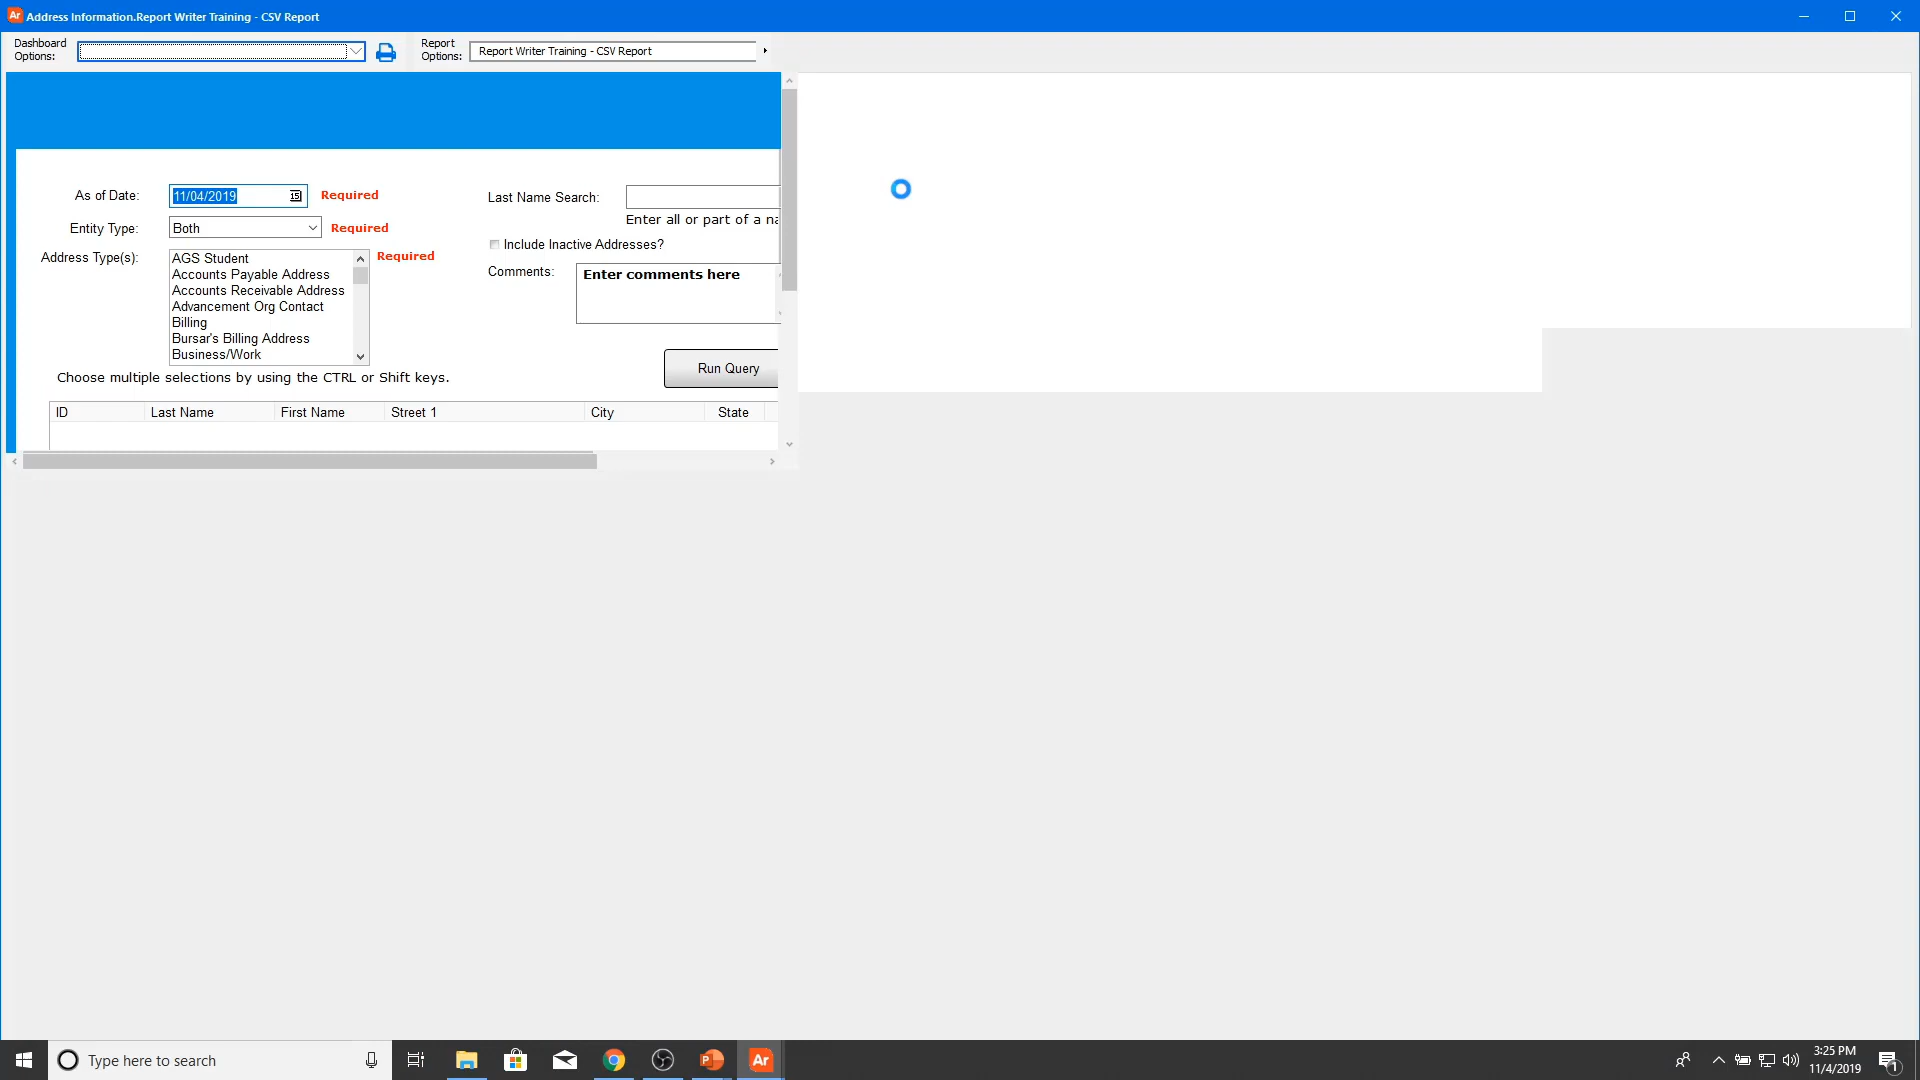 Ar Address Information.Report Writer Training - CSV Report
Dashboard Options:
Report Options:
Report Writer Training - CSV Report
As of Date:
11/04/2019
15
Required
Last Name Search:
Enter all or part of a na
Entity Type:
Both
Required
Include Inactive Addresses?
Address Type(s):
AGS Student
Accounts Payable Address
Accounts Receivable Address
Advancement Org Contact
Billing
Bursar's Billing Address
Business/Work
Required
Comments:
Enter comments here
Run Query
Choose multiple selections by using the CTRL or Shift keys.
ID Last Name First Name Street 1 City State
Type here to search
P
Ar
3:25 PM
11/4/2019
1